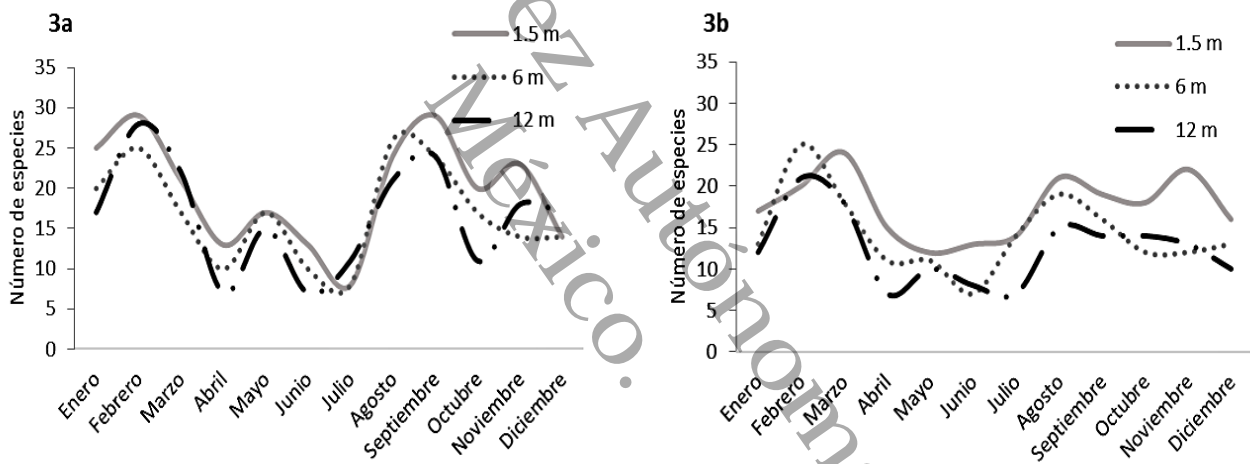 3a
1.5 m
6 m
12 m
Número de especies
35
30
25
20
15
10
5
0
Enero
Febrero
Marzo
Abril
Mayo
Junio
Julio
Agosto
Septiembre
Octubre
Noviembre
Diciembre
3b
1.5 m
6 m
12 m
Número de especies
35
30
25
20
15
10
5
0
Enero
Febrero
Marzo
Abril
Mayo
Junio
Julio
Agosto
Septiembre
Octubre
Noviembre
Diciembre
México.